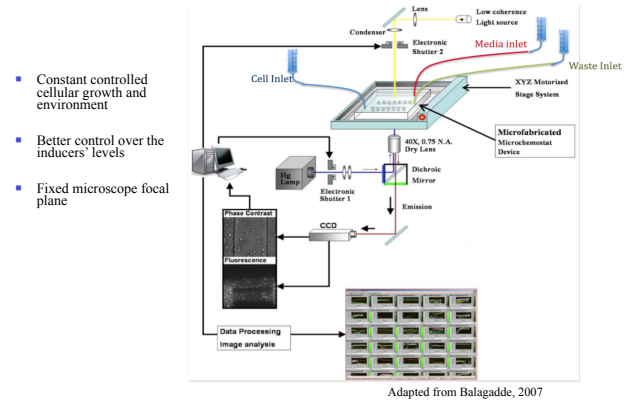 Constant controlled
cellular growth and
environment
Better control over the
inducers' levels
Fixed microscope focal
plane
Lens
Low coherence
Light source
Condenser
Electronic
Shutter 2
Media inlet
Cell Inlet
Waste Inlet
XYZ Motorized
Stage System
Microfabricated
Microchemostat
Device
40X, 0.75 N.A.
Dry Lens
Hg
Lamp
Dichroic
Mirror
Electronic
Shutter 1
Emission
Phase Contrast
CCD
Fluorescence
Data Processing
Image analysis
Adapted from Balagadde, 2007